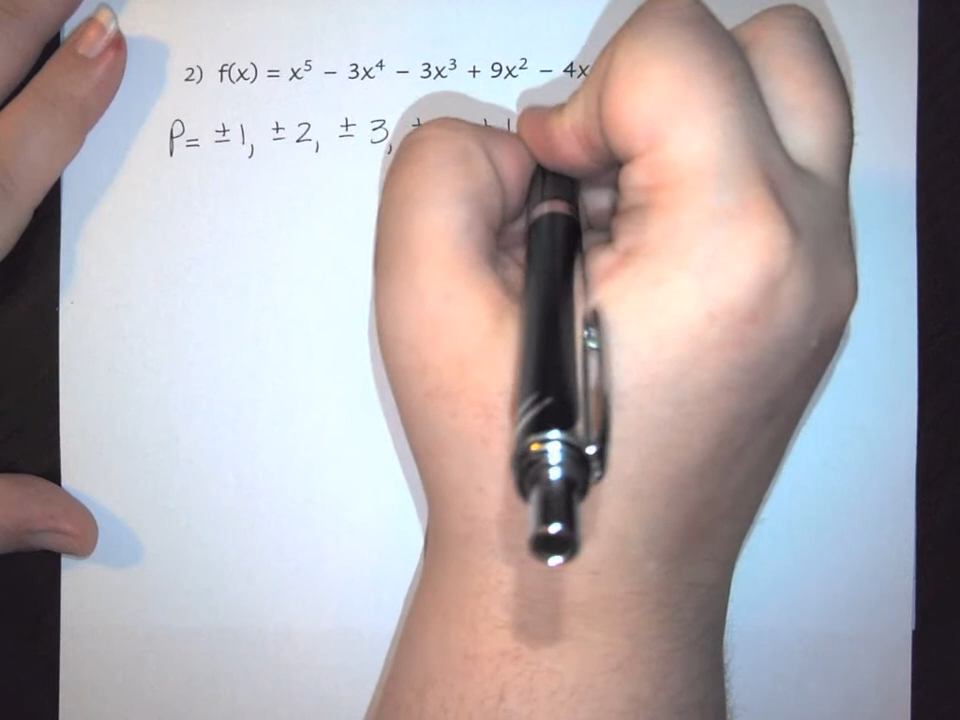 2) f(x) = x⁵ − 3x⁴ − 3x³ + 9x² − 4x
P= ±1, ±2, ±3,